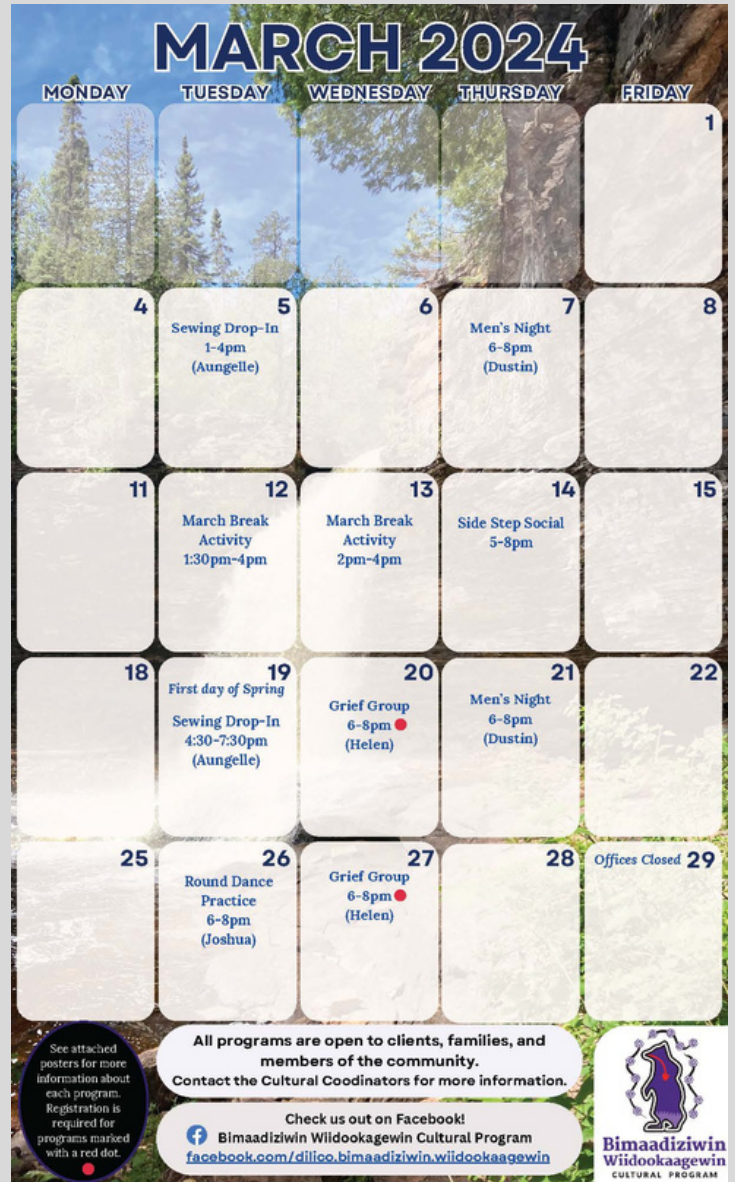 MARCH 2024
MONDAY TUESDAY WEDNESDAY THURSDAY FRIDAY
1
4
5
Sewing Drop-In
1-4pm
(Aungelle)
6
7
Men's Night
6-8pm
(Dustin)
8
11
12
March Break
Activity
1:30pm-4pm
13
March Break
Activity
2pm-4pm
14
Side Step Social
5-8pm
15
18
19
First day of Spring
Sewing Drop-In
4:30-7:30pm
(Aungelle)
20
Grief Group
6-8pm
(Helen)
21
Men's Night
6-8pm
(Dustin)
22
25
26
Round Dance
Practice
6-8pm
(Joshua)
27
Grief Group
6-8pm
(Helen)
28
Offices Closed 29
See attached
posters for more
information about
each program.
Registration is
required for
programs marked
with a red dot.
All programs are open to clients, families, and
members of the community.
Contact the Cultural Coodinators for more information.
Check us out on Facebook!
Bimaadiziwin Wiidookagewin Cultural Program
facebook.com/dilico.bimaadiziwin.wiidookaagewin
Bimaadiziwin
Wiidookaagewin
CULTURAL PROGRAM